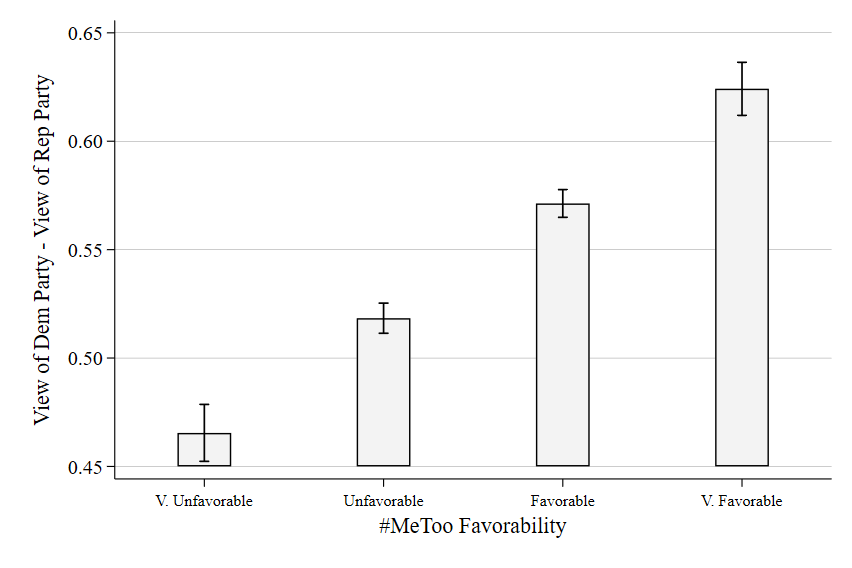 View of Dem Party - View of Rep Party
0.65
0.60
0.55
0.50
0.45
V. Unfavorable
Unfavorable
Favorable
V. Favorable
#MeToo Favorability